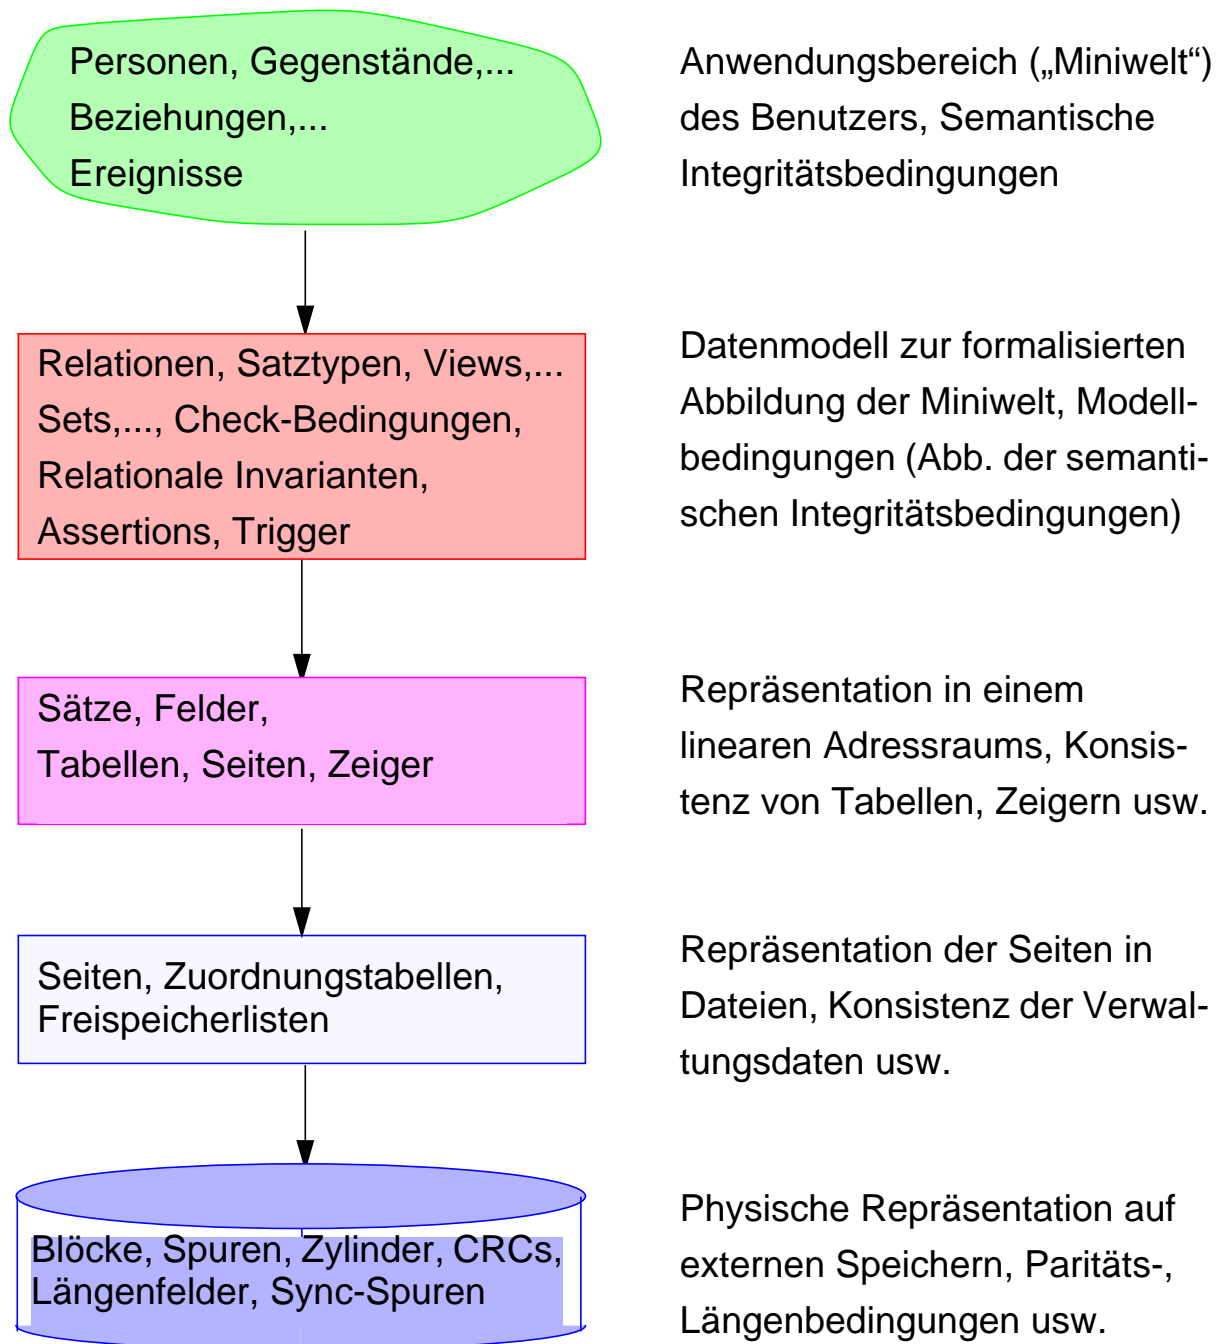 Personen, Gegenstände,...
Beziehungen,...
Ereignisse
Anwendungsbereich („Miniwelt“)
des Benutzers, Semantische
Integritätsbedingungen
Relationen, Satztypen, Views,...
Sets,..., Check-Bedingungen,
Relationale Invarianten,
Assertions, Trigger
Datenmodell zur formalisierten
Abbildung der Miniwelt, Modell-
bedingungen (Abb. der semanti-
schen Integritätsbedingungen)
Sätze, Felder,
Tabellen, Seiten, Zeiger
Repräsentation in einem
linearen Adressraums, Konsis-
tenz von Tabellen, Zeigern usw.
Seiten, Zuordnungstabellen,
Freispeicherlisten
Repräsentation der Seiten in
Dateien, Konsistenz der Verwal-
tungsdaten usw.
Blöcke, Spuren, Zylinder, CRCs,
Längenfelder, Sync-Spuren
Physische Repräsentation auf
externen Speichern, Paritäts-,
Längenbedingungen usw.